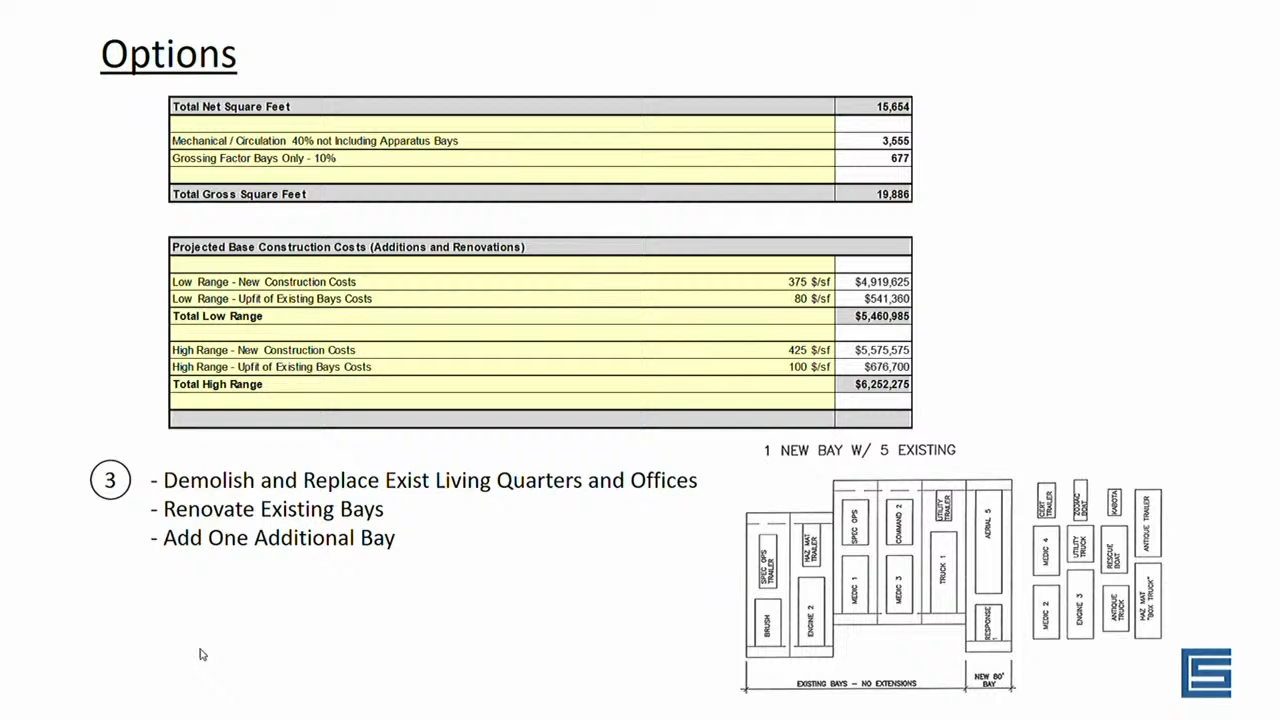 Options
Total Net Square Feet 15,654
Mechanical / Circulation 40% not Including Apparatus Bays 3,555
Grossing Factor Bays Only - 10% 677
Total Gross Square Feet 19,886
Projected Base Construction Costs (Additions and Renovations)
Low Range - New Construction Costs 375 $/sf $4,919,625
Low Range - Upfit of Existing Bays Costs 80 $/sf $541,360
Total Low Range $5,460,985
High Range - New Construction Costs 425 $/sf $5,575,575
High Range - Upfit of Existing Bays Costs 100 $/sf $676,700
Total High Range $6,252,275
3
- Demolish and Replace Exist Living Quarters and Offices
- Renovate Existing Bays
- Add One Additional Bay
1 NEW BAY W/ 5 EXISTING
SPEC OPS
TRAILER
BRUSH
HAZ MAT
TRAILER
ENGINE 2
SPEC OPS
MEDIC 1
COMMAND 2
MEDIC 3
UTILITY
TRAILER
TRUCK 1
AERIAL 5
RESPONSE
1
CERT
TRAILER
MEDIC 4
MEDIC 2
ZODIAC
BOAT
UTILITY
TRUCK
ENGINE 3
KABOTA
RESCUE
BOAT
ANTIQUE
TRUCK
ANTIQUE TRAILER
HAZ MAT
"BOX TRUCK"
EXISTING BAYS - NO EXTENSIONS
NEW 80'
BAY